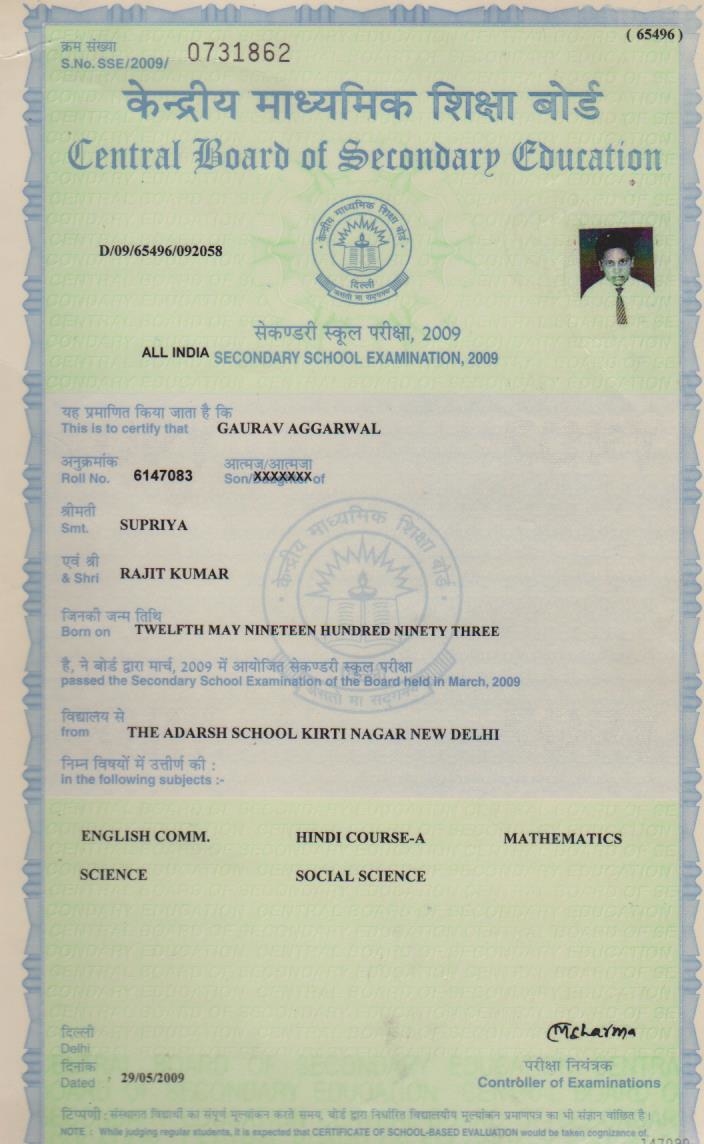 ( 65496 )
क्रम संख्या
S.No. SSE/2009/ 0731862
केन्द्रीय माध्यमिक शिक्षा बोर्ड
Central Board of Secondary Education
केन्द्रीय माध्यमिक शिक्षा बोर्ड
दिल्ली
असतो मा सद्गमय
D/09/65496/092058
सेकण्डरी स्कूल परीक्षा, 2009
ALL INDIA SECONDARY SCHOOL EXAMINATION, 2009
यह प्रमाणित किया जाता है कि
This is to certify that GAURAV AGGARWAL
अनुक्रमांक आत्मज/आत्मजा
Roll No. 6147083 Son/XXXXXXX of
श्रीमती
Smt. SUPRIYA
एवं श्री
& Shri RAJIT KUMAR
जिनकी जन्म तिथि
Born on TWELFTH MAY NINETEEN HUNDRED NINETY THREE
है, ने बोर्ड द्वारा मार्च, 2009 में आयोजित सेकण्डरी स्कूल परीक्षा
passed the Secondary School Examination of the Board held in March, 2009
विद्यालय से
from THE ADARSH SCHOOL KIRTI NAGAR NEW DELHI
निम्न विषयों में उत्तीर्ण की :
in the following subjects :-
ENGLISH COMM. HINDI COURSE-A MATHEMATICS
SCIENCE SOCIAL SCIENCE
दिल्ली
Delhi
दिनांक
Dated 29/05/2009
MSharma
परीक्षा नियंत्रक
Controller of Examinations
टिप्पणी : संस्थागत विद्यार्थी का संपूर्ण मूल्यांकन करते समय, बोर्ड द्वारा निर्धारित विद्यालयीय मूल्यांकन प्रमाणपत्र का भी संज्ञान वांछित है।
NOTE : While judging regular students, it is expected that CERTIFICATE OF SCHOOL-BASED EVALUATION would be taken cognizance of.